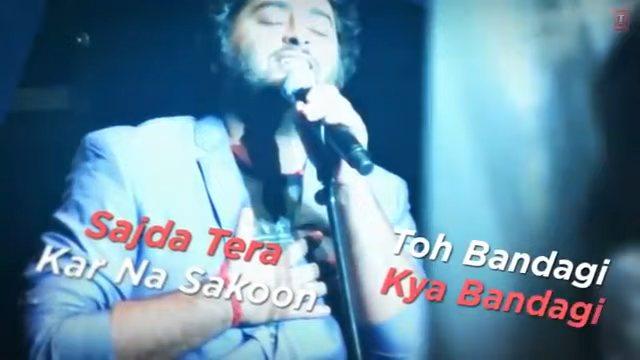 Sajda Tera
Kar Na Sakoon
Toh Bandagi
Kya Bandagi